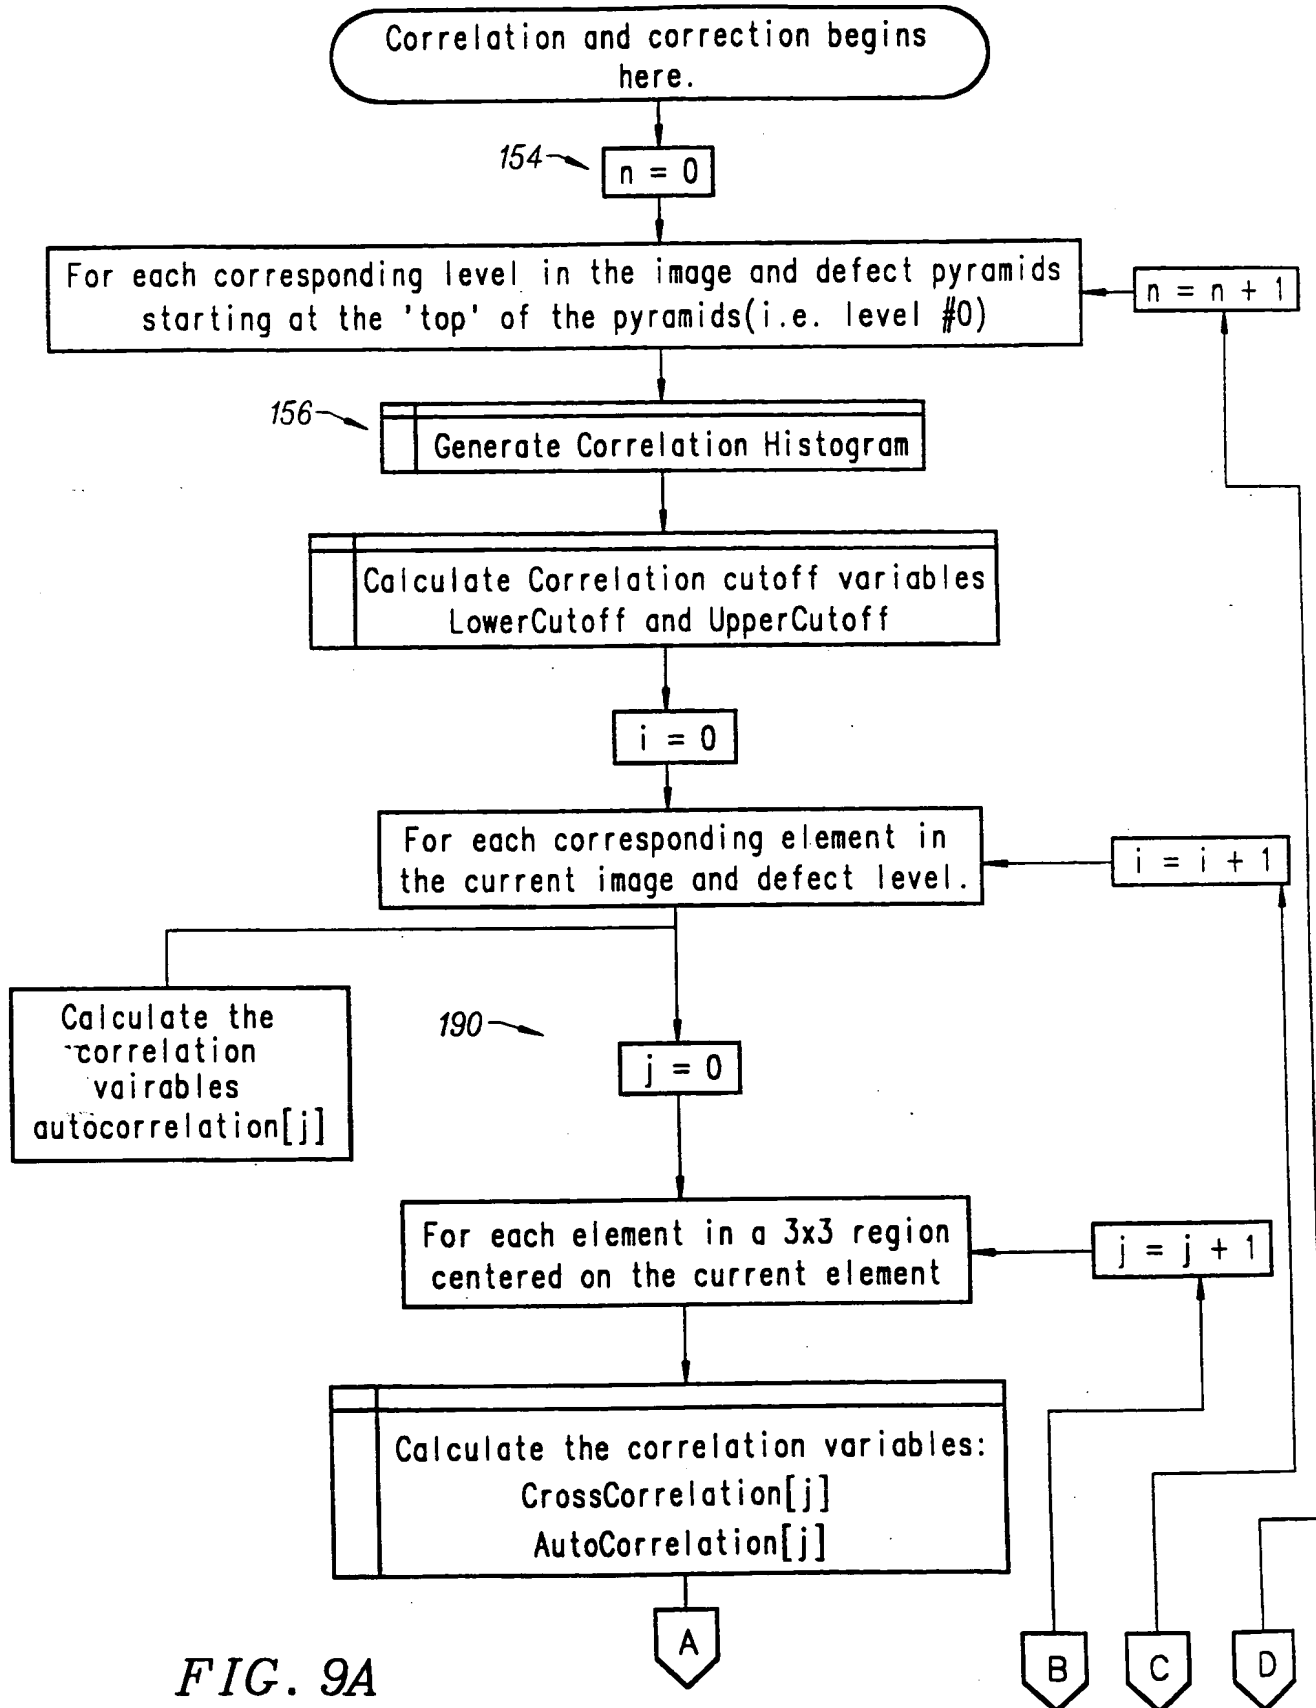 Correlation and correction begins
here.
154
n = 0
For each corresponding level in the image and defect pyramids
starting at the 'top' of the pyramids(i.e. level #0)
n = n + 1
156
Generate Correlation Histogram
Calculate Correlation cutoff variables
LowerCutoff and UpperCutoff
i = 0
For each corresponding element in
the current image and defect level.
i = i + 1
Calculate the
correlation
vairables
autocorrelation[j]
190
j = 0
For each element in a 3x3 region
centered on the current element
j = j + 1
Calculate the correlation variables:
CrossCorrelation[j]
AutoCorrelation[j]
A
B
C
D
FIG. 9A